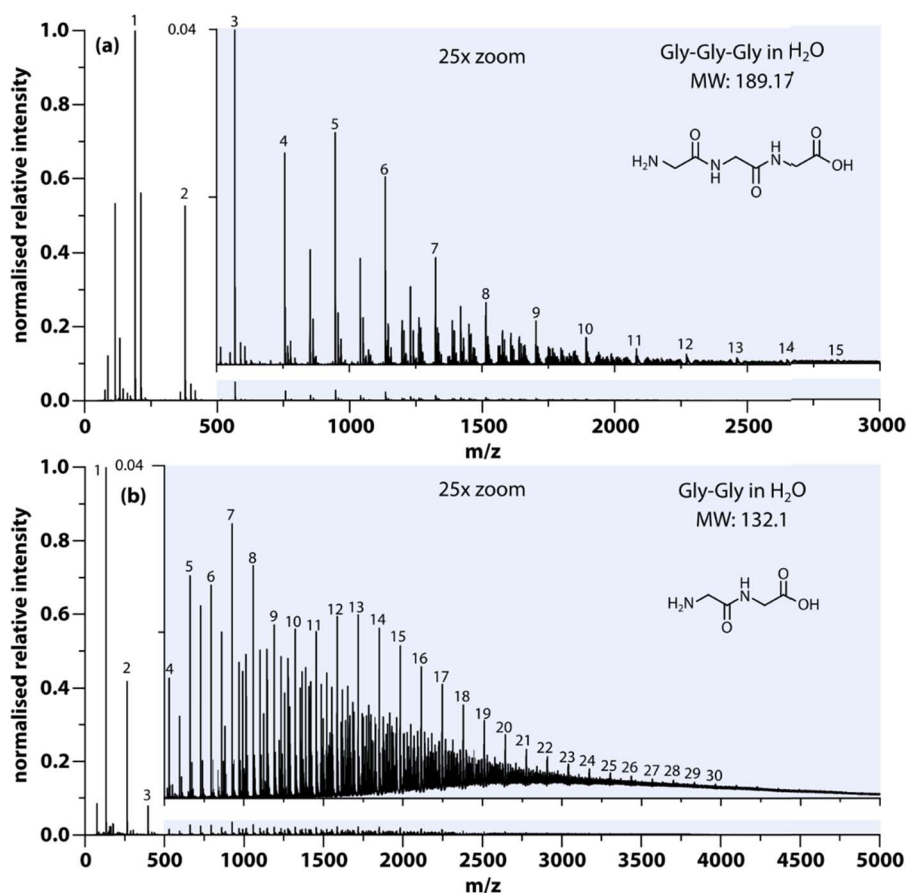 (a)
25x zoom
Gly-Gly-Gly in H2O
MW: 189.17
H2N
O
N
H
O
H
N
O
OH
normalised relative intensity
1.0
0.8
0.6
0.4
0.2
0.0
0.04
1
2
3
4
5
6
7
8
9
10
11
12
13
14
15
0
500
1000
1500
2000
2500
3000
m/z
(b)
25x zoom
Gly-Gly in H2O
MW: 132.1
H2N
O
H
N
O
OH
normalised relative intensity
1.0
0.8
0.6
0.4
0.2
0.0
0.04
1
2
3
4
5
6
7
8
9
10
11
12
13
14
15
16
17
18
19
20
21
22
23
24
25
26
27
28
29
30
0
500
1000
1500
2000
2500
3000
3500
4000
4500
5000
m/z